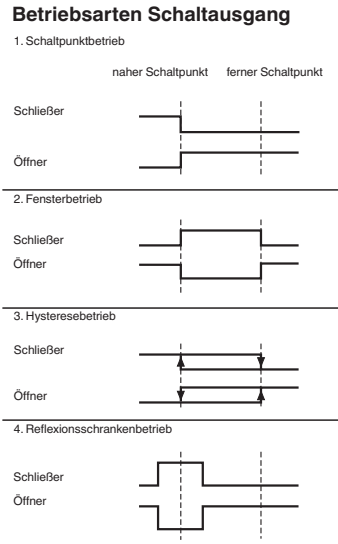 Betriebsarten Schaltausgang
1. Schaltpunktbetrieb
naher Schaltpunkt ferner Schaltpunkt
Schließer
Öffner
2. Fensterbetrieb
Schließer
Öffner
3. Hysteresebetrieb
Schließer
Öffner
4. Reflexionsschrankenbetrieb
Schließer
Öffner